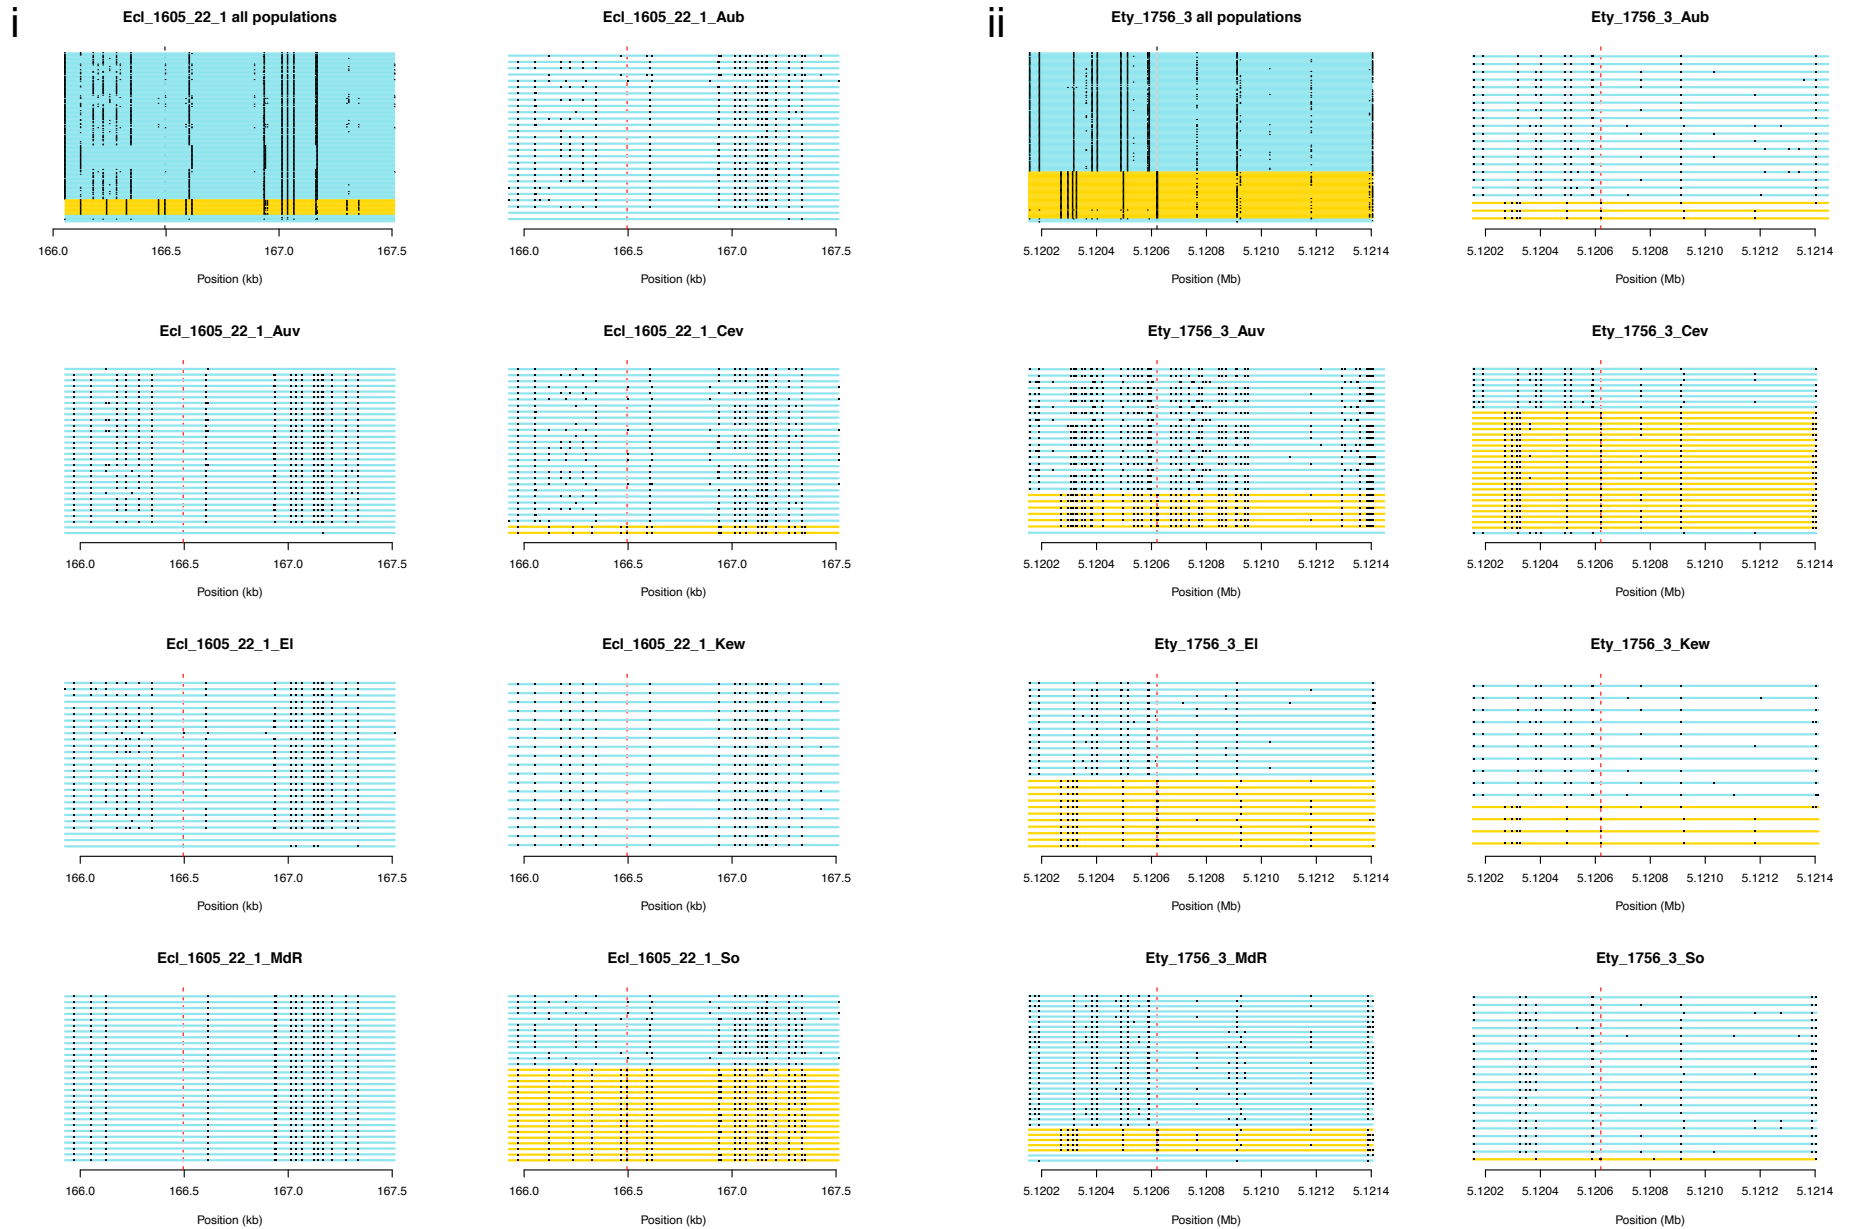 i
ii
Ecl_1605_22_1 all populations
Ecl_1605_22_1_Aub
Ety_1756_3 all populations
Ety_1756_3_Aub
166.0 166.5 167.0 167.5
166.0 166.5 167.0 167.5
5.1202 5.1204 5.1206 5.1208 5.1210 5.1212 5.1214
5.1202 5.1204 5.1206 5.1208 5.1210 5.1212 5.1214
Position (kb)
Position (kb)
Position (Mb)
Position (Mb)
Ecl_1605_22_1_Auv
Ecl_1605_22_1_Cev
Ety_1756_3_Auv
Ety_1756_3_Cev
166.0 166.5 167.0 167.5
166.0 166.5 167.0 167.5
5.1202 5.1204 5.1206 5.1208 5.1210 5.1212 5.1214
5.1202 5.1204 5.1206 5.1208 5.1210 5.1212 5.1214
Position (kb)
Position (kb)
Position (Mb)
Position (Mb)
Ecl_1605_22_1_El
Ecl_1605_22_1_Kew
Ety_1756_3_El
Ety_1756_3_Kew
166.0 166.5 167.0 167.5
166.0 166.5 167.0 167.5
5.1202 5.1204 5.1206 5.1208 5.1210 5.1212 5.1214
5.1202 5.1204 5.1206 5.1208 5.1210 5.1212 5.1214
Position (kb)
Position (kb)
Position (Mb)
Position (Mb)
Ecl_1605_22_1_MdR
Ecl_1605_22_1_So
Ety_1756_3_MdR
Ety_1756_3_So
166.0 166.5 167.0 167.5
166.0 166.5 167.0 167.5
5.1202 5.1204 5.1206 5.1208 5.1210 5.1212 5.1214
5.1202 5.1204 5.1206 5.1208 5.1210 5.1212 5.1214
Position (kb)
Position (kb)
Position (Mb)
Position (Mb)